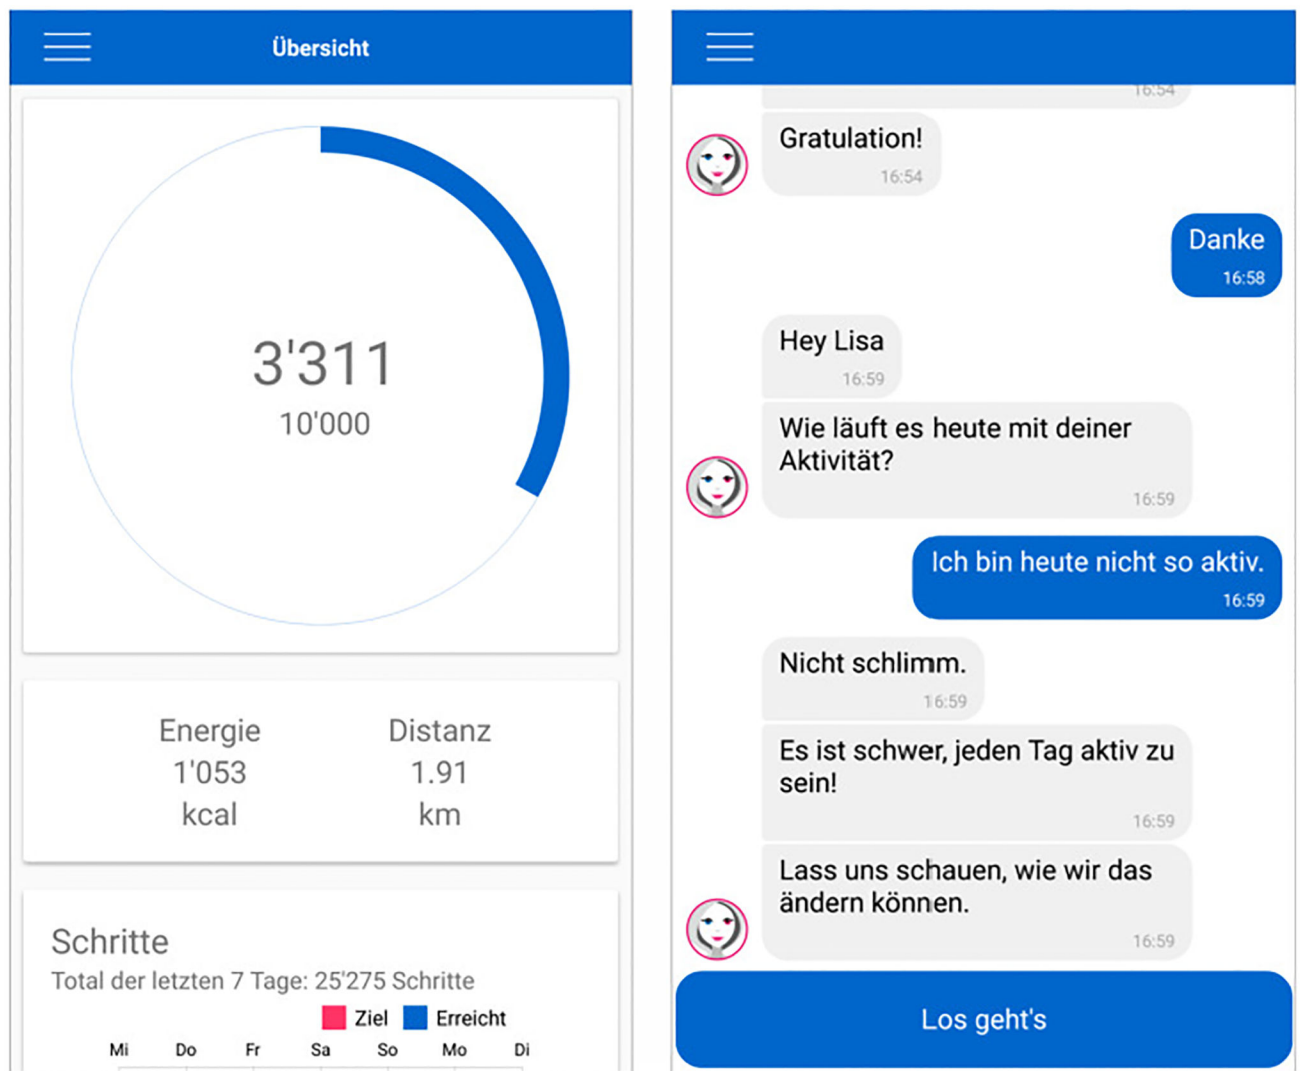 Übersicht
3'311
10'000
Energie
1'053
kcal
Distanz
1.91
km
Schritte
Total der letzten 7 Tage: 25'275 Schritte
Ziel Erreicht
Mi Do Fr Sa So Mo Di
16:54
Gratulation!
16:54
Danke
16:58
Hey Lisa
16:59
Wie läuft es heute mit deiner
Aktivität?
16:59
Ich bin heute nicht so aktiv.
16:59
Nicht schlimm.
16:59
Es ist schwer, jeden Tag aktiv zu
sein!
16:59
Lass uns schauen, wie wir das
ändern können.
16:59
Los geht's